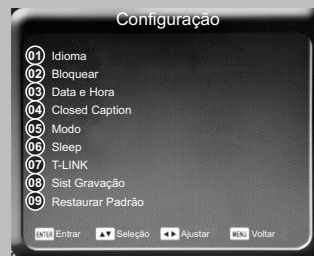 Configuração
01 Idioma
02 Bloquear
03 Data e Hora
04 Closed Caption
05 Modo
06 Sleep
07 T-LINK
08 Sist Gravação
09 Restaurar Padrão
ENTER Entrar ▲▼ Seleção ◄► Ajustar MENU Voltar